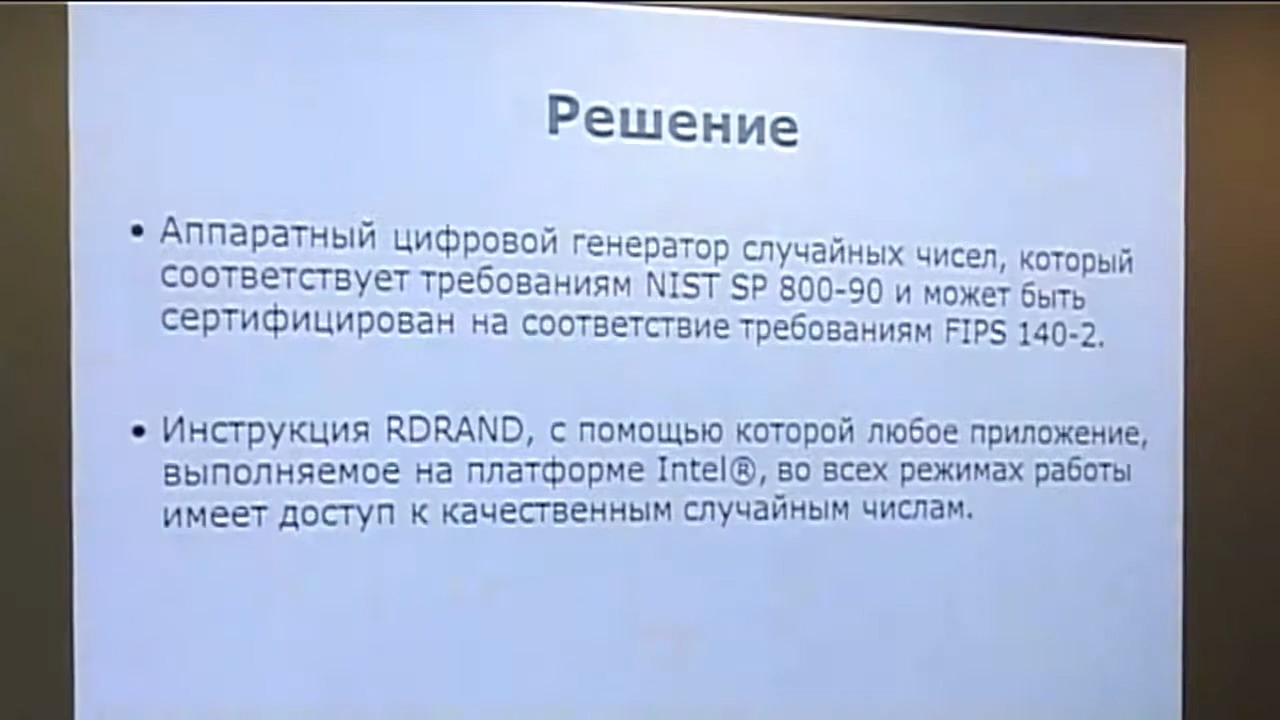 Решение
• Аппаратный цифровой генератор случайных чисел, который
соответствует требованиям NIST SP 800-90 и может быть
сертифицирован на соответствие требованиям FIPS 140-2.
• Инструкция RDRAND, с помощью которой любое приложение,
выполняемое на платформе Intel®, во всех режимах работы
имеет доступ к качественным случайным числам.